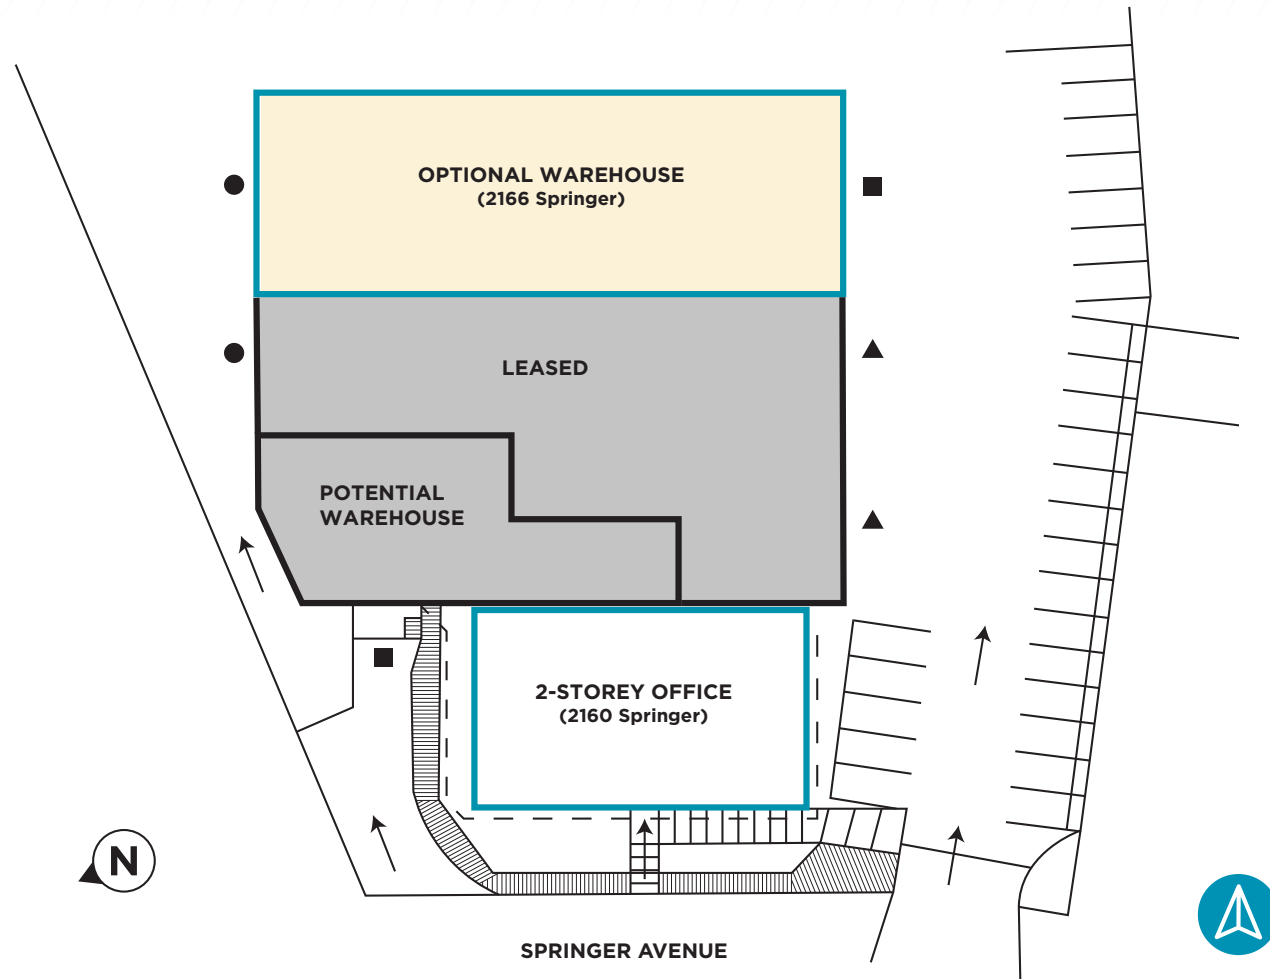 OPTIONAL WAREHOUSE
(2166 Springer)
LEASED
POTENTIAL
WAREHOUSE
2-STOREY OFFICE
(2160 Springer)
N
SPRINGER AVENUE